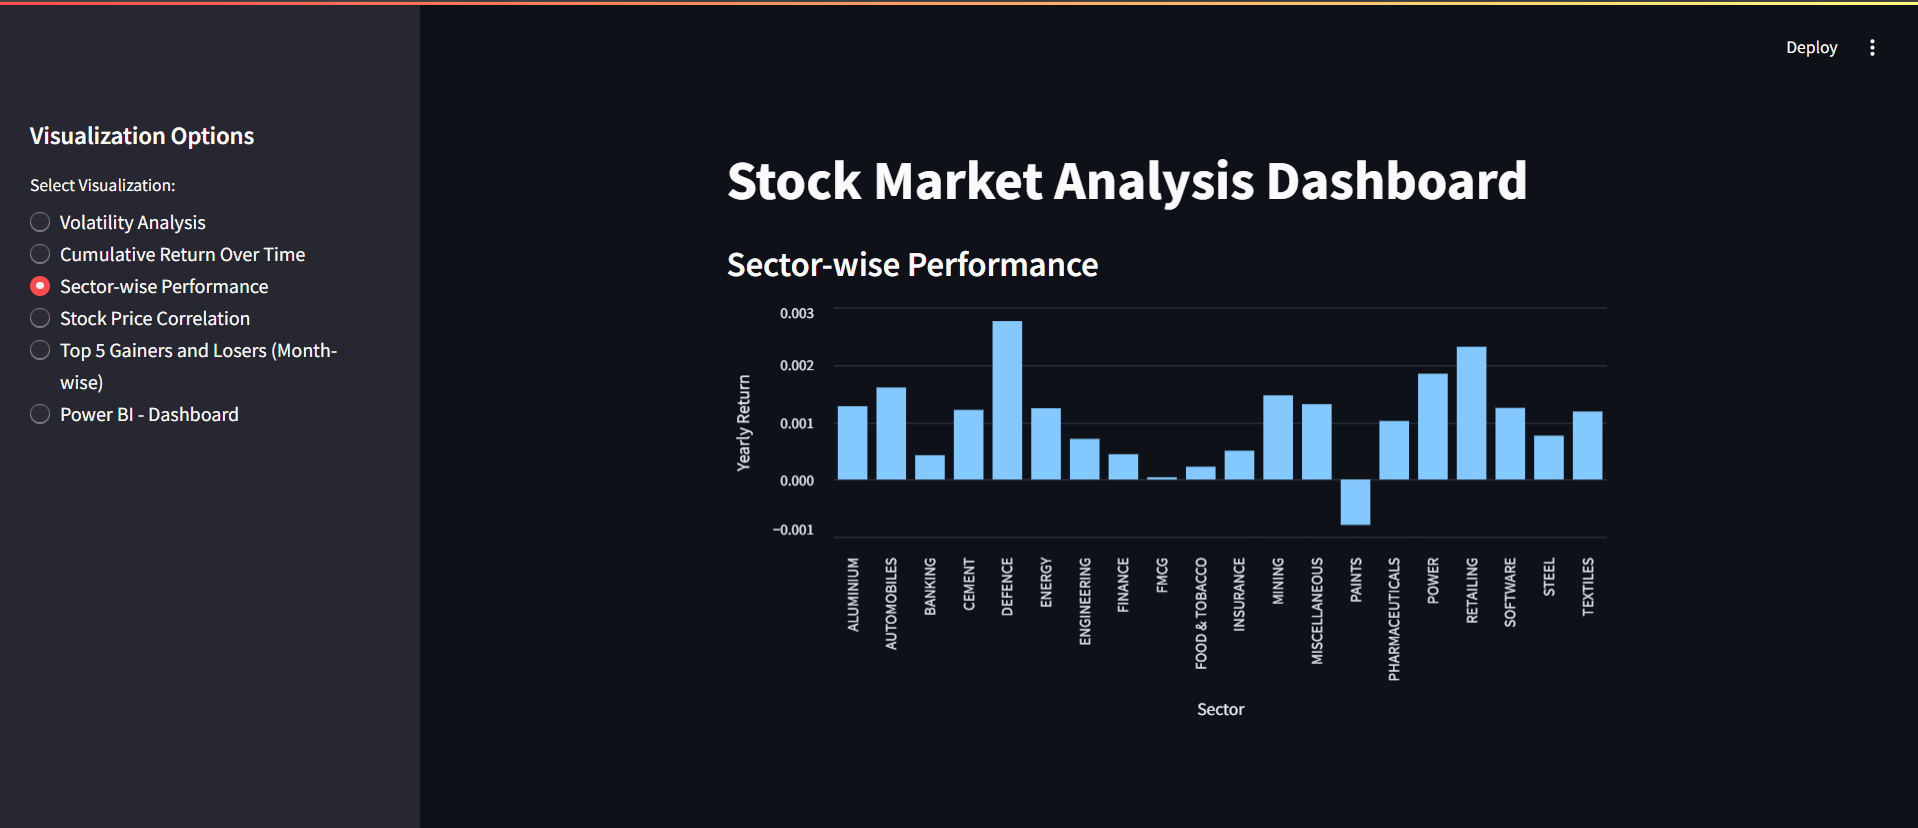 Deploy
Visualization Options
Select Visualization:
Volatility Analysis
Cumulative Return Over Time
Sector-wise Performance
Stock Price Correlation
Top 5 Gainers and Losers (Month-
wise)
Power BI - Dashboard
Stock Market Analysis Dashboard
Sector-wise Performance
Yearly Return
0.003
0.002
0.001
0.000
−0.001
ALUMINIUM
AUTOMOBILES
BANKING
CEMENT
DEFENCE
ENERGY
ENGINEERING
FINANCE
FMCG
FOOD & TOBACCO
INSURANCE
MINING
MISCELLANEOUS
PAINTS
PHARMACEUTICALS
POWER
RETAILING
SOFTWARE
STEEL
TEXTILES
Sector